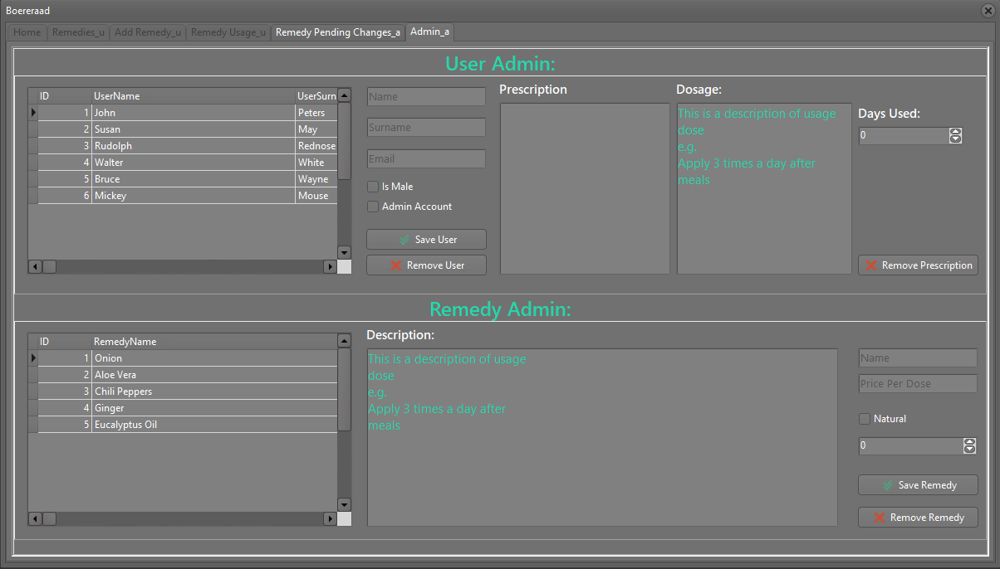 Boereraad
Home Remedies_u Add Remedy_u Remedy Usage_u Remedy Pending Changes_a Admin_a
User Admin:
ID UserName UserSurn
1 John Peters
2 Susan May
3 Rudolph Rednose
4 Walter White
5 Bruce Wayne
6 Mickey Mouse
Name
Surname
Email
Is Male
Admin Account
Save User
Remove User
Prescription
Dosage:
This is a description of usage
dose
e.g.
Apply 3 times a day after
meals
Days Used:
0
Remove Prescription
Remedy Admin:
ID RemedyName
1 Onion
2 Aloe Vera
3 Chili Peppers
4 Ginger
5 Eucalyptus Oil
Description:
This is a description of usage
dose
e.g.
Apply 3 times a day after
meals
Name
Price Per Dose
Natural
0
Save Remedy
Remove Remedy